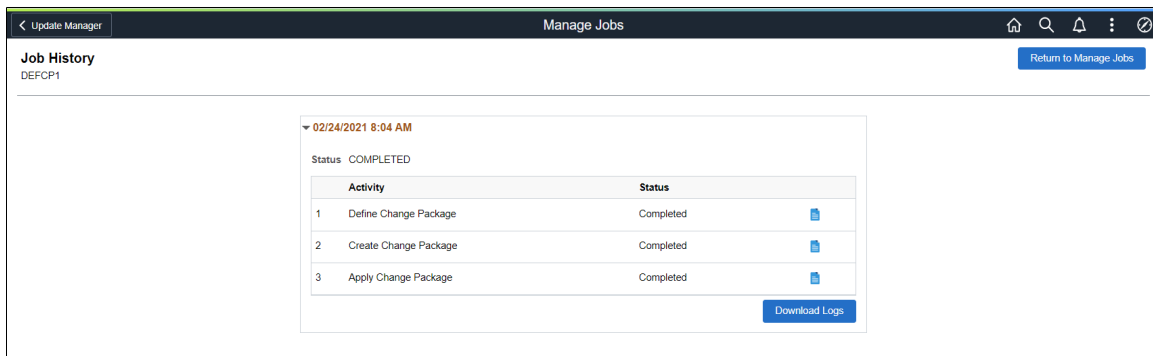 Update Manager
Manage Jobs
Job History
Return to Manage Jobs
DEFCP1
02/24/2021 8:04 AM
Status COMPLETED
Activity Status
1 Define Change Package Completed
2 Create Change Package Completed
3 Apply Change Package Completed
Download Logs